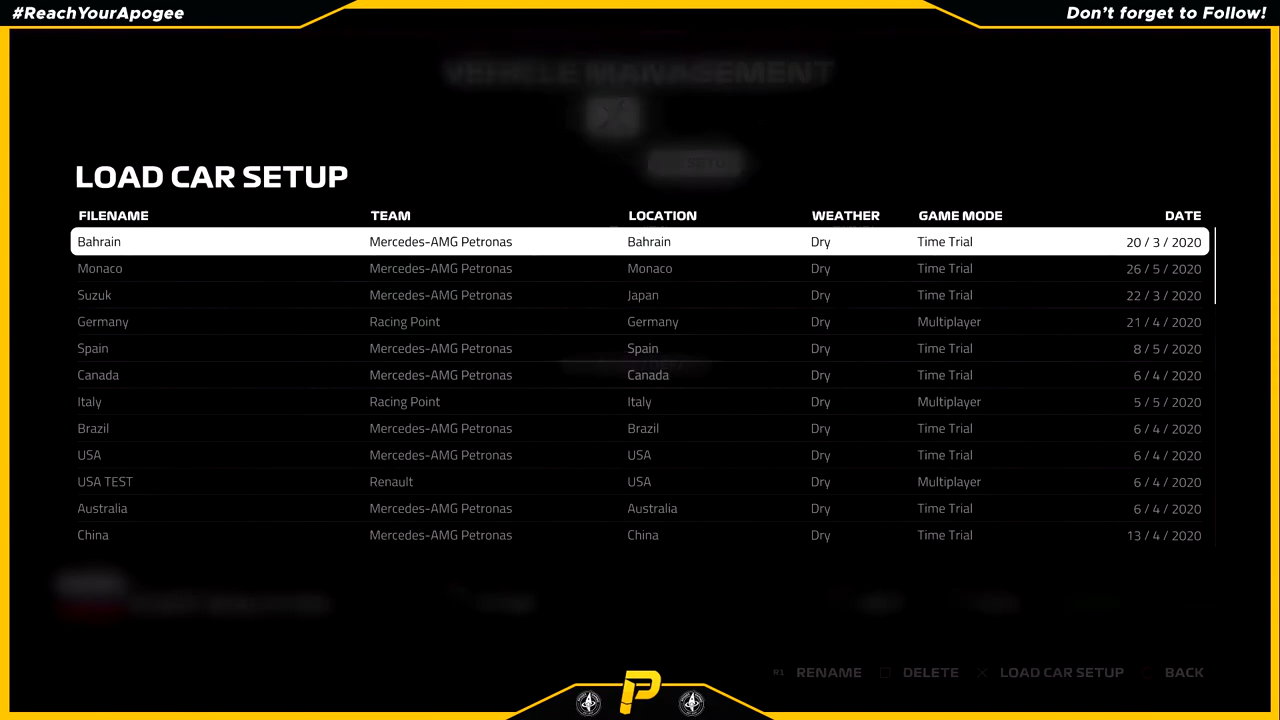 #ReachYourApogee
Don't forget to Follow!
VEHICLE MANAGEMENT
LOAD CAR SETUP
FILENAME TEAM LOCATION WEATHER GAME MODE DATE
Bahrain Mercedes-AMG Petronas Bahrain Dry Time Trial 20 / 3 / 2020
Monaco Mercedes-AMG Petronas Monaco Dry Time Trial 26 / 5 / 2020
Suzuk Mercedes-AMG Petronas Japan Dry Time Trial 22 / 3 / 2020
Germany Racing Point Germany Dry Multiplayer 21 / 4 / 2020
Spain Mercedes-AMG Petronas Spain Dry Time Trial 8 / 5 / 2020
Canada Mercedes-AMG Petronas Canada Dry Time Trial 6 / 4 / 2020
Italy Racing Point Italy Dry Multiplayer 5 / 5 / 2020
Brazil Mercedes-AMG Petronas Brazil Dry Time Trial 6 / 4 / 2020
USA Mercedes-AMG Petronas USA Dry Time Trial 6 / 4 / 2020
USA TEST Renault USA Dry Multiplayer 6 / 4 / 2020
Australia Mercedes-AMG Petronas Australia Dry Time Trial 6 / 4 / 2020
China Mercedes-AMG Petronas China Dry Time Trial 13 / 4 / 2020
R1 RENAME DELETE LOAD CAR SETUP BACK
P